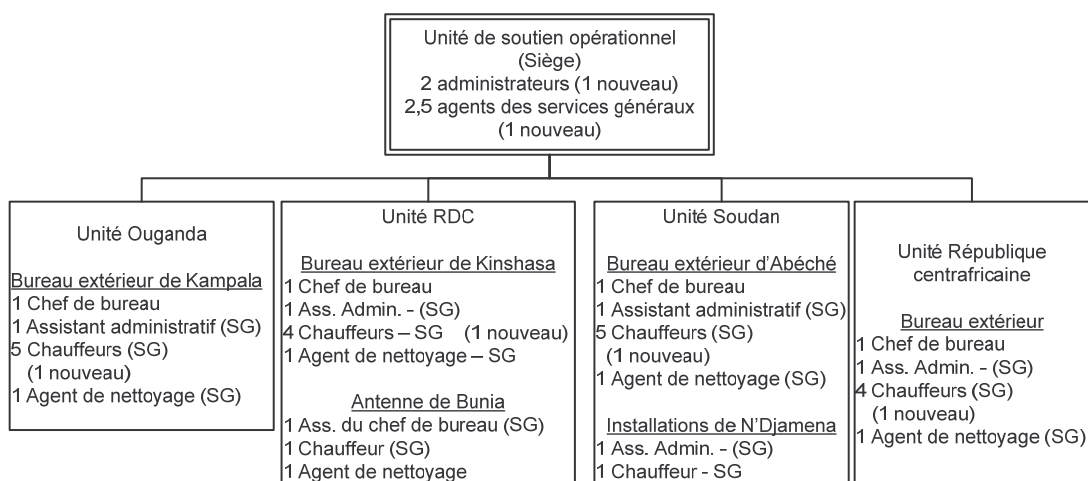 Unité de soutien opérationnel
(Siège)
2 administrateurs (1 nouveau)
2,5 agents des services généraux
(1 nouveau)
Unité Ouganda
Bureau extérieur de Kampala
1 Chef de bureau
1 Assistant administratif (SG)
5 Chauffeurs (SG)
(1 nouveau)
1 Agent de nettoyage (SG)
Unité RDC
Bureau extérieur de Kinshasa
1 Chef de bureau
1 Ass. Admin. - (SG)
4 Chauffeurs – SG (1 nouveau)
1 Agent de nettoyage – SG
Antenne de Bunia
1 Ass. du chef de bureau (SG)
1 Chauffeur (SG)
1 Agent de nettoyage
Unité Soudan
Bureau extérieur d'Abéché
1 Chef de bureau
1 Assistant administratif (SG)
5 Chauffeurs (SG)
(1 nouveau)
1 Agent de nettoyage (SG)
Installations de N'Djamena
1 Ass. Admin. - (SG)
1 Chauffeur - SG
Unité République
centrafricaine
Bureau extérieur
1 Chef de bureau
1 Ass. Admin. - (SG)
4 Chauffeurs (SG)
(1 nouveau)
1 Agent de nettoyage (SG)